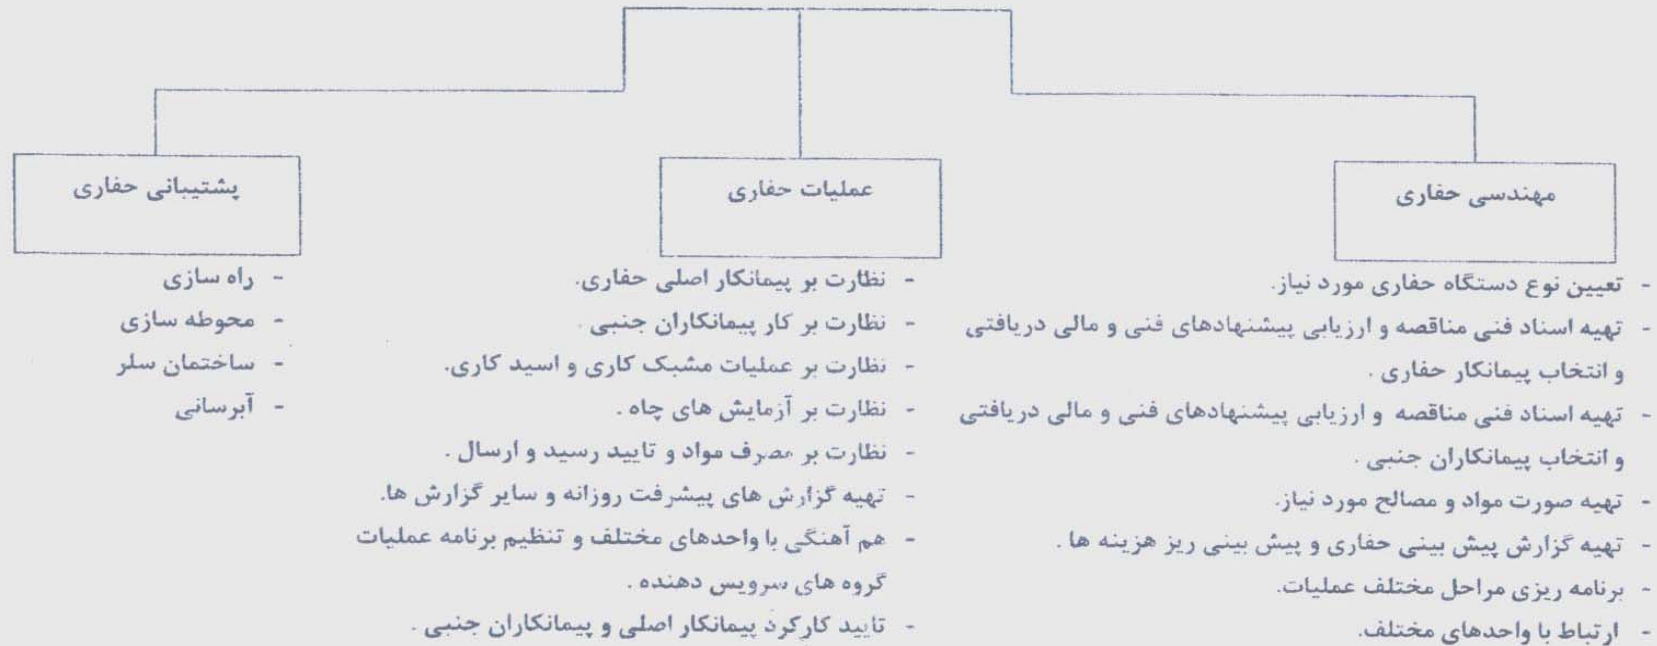 مهندسی حفاری
- تعیین نوع دستگاه حفاری مورد نیاز.
- تهیه اسناد فنی مناقصه و ارزیابی پیشنهادهای فنی و مالی دریافتی
و انتخاب پیمانکار حفاری .
- تهیه اسناد فنی مناقصه و ارزیابی پیشنهادهای فنی و مالی دریافتی
و انتخاب پیمانکاران جنبی .
- تهیه صورت مواد و مصالح مورد نیاز.
- تهیه گزارش پیش بینی حفاری و پیش بینی ریز هزینه ها .
- برنامه ریزی مراحل مختلف عملیات.
- ارتباط با واحدهای مختلف.
عملیات حفاری
- نظارت بر پیمانکار اصلی حفاری.
- نظارت بر کار پیمانکاران جنبی .
- نظارت بر عملیات مشبک کاری و اسید کاری.
- نظارت بر آزمایش های چاه .
- نظارت بر مصرف مواد و تایید رسید و ارسال .
- تهیه گزارش های پیشرفت روزانه و سایر گزارش ها.
- هم آهنگی با واحدهای مختلف و تنظیم برنامه عملیات
گروه های سرویس دهنده .
- تایید کارکرد پیمانکار اصلی و پیمانکاران جنبی .
پشتیبانی حفاری
- راه سازی
- محوطه سازی
- ساختمان سلر
- آبرسانی